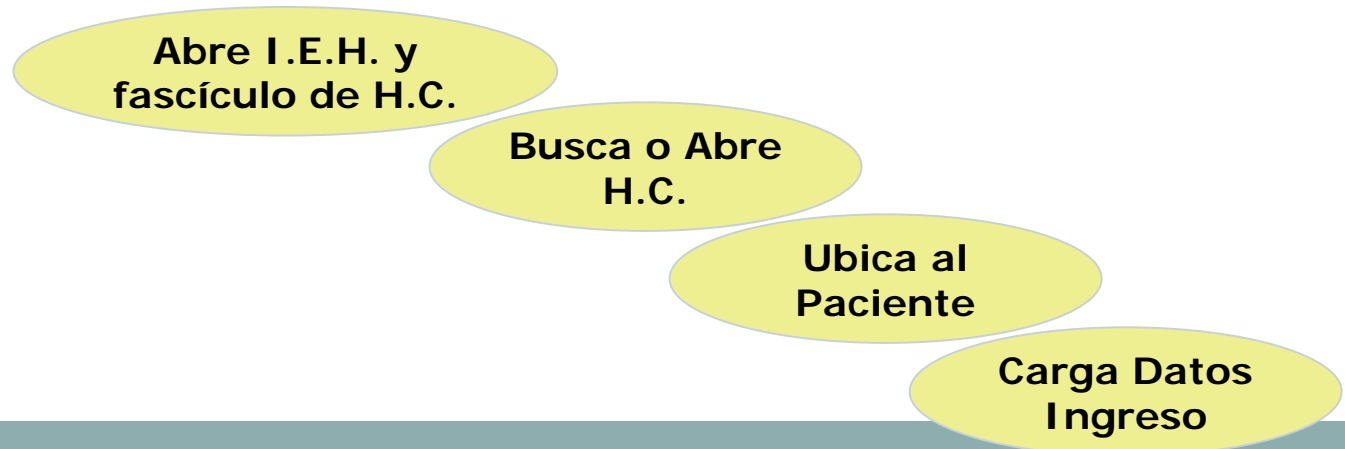 Abre I.E.H. y
fascículo de H.C.
Busca o Abre
H.C.
Ubica al
Paciente
Carga Datos
Ingreso